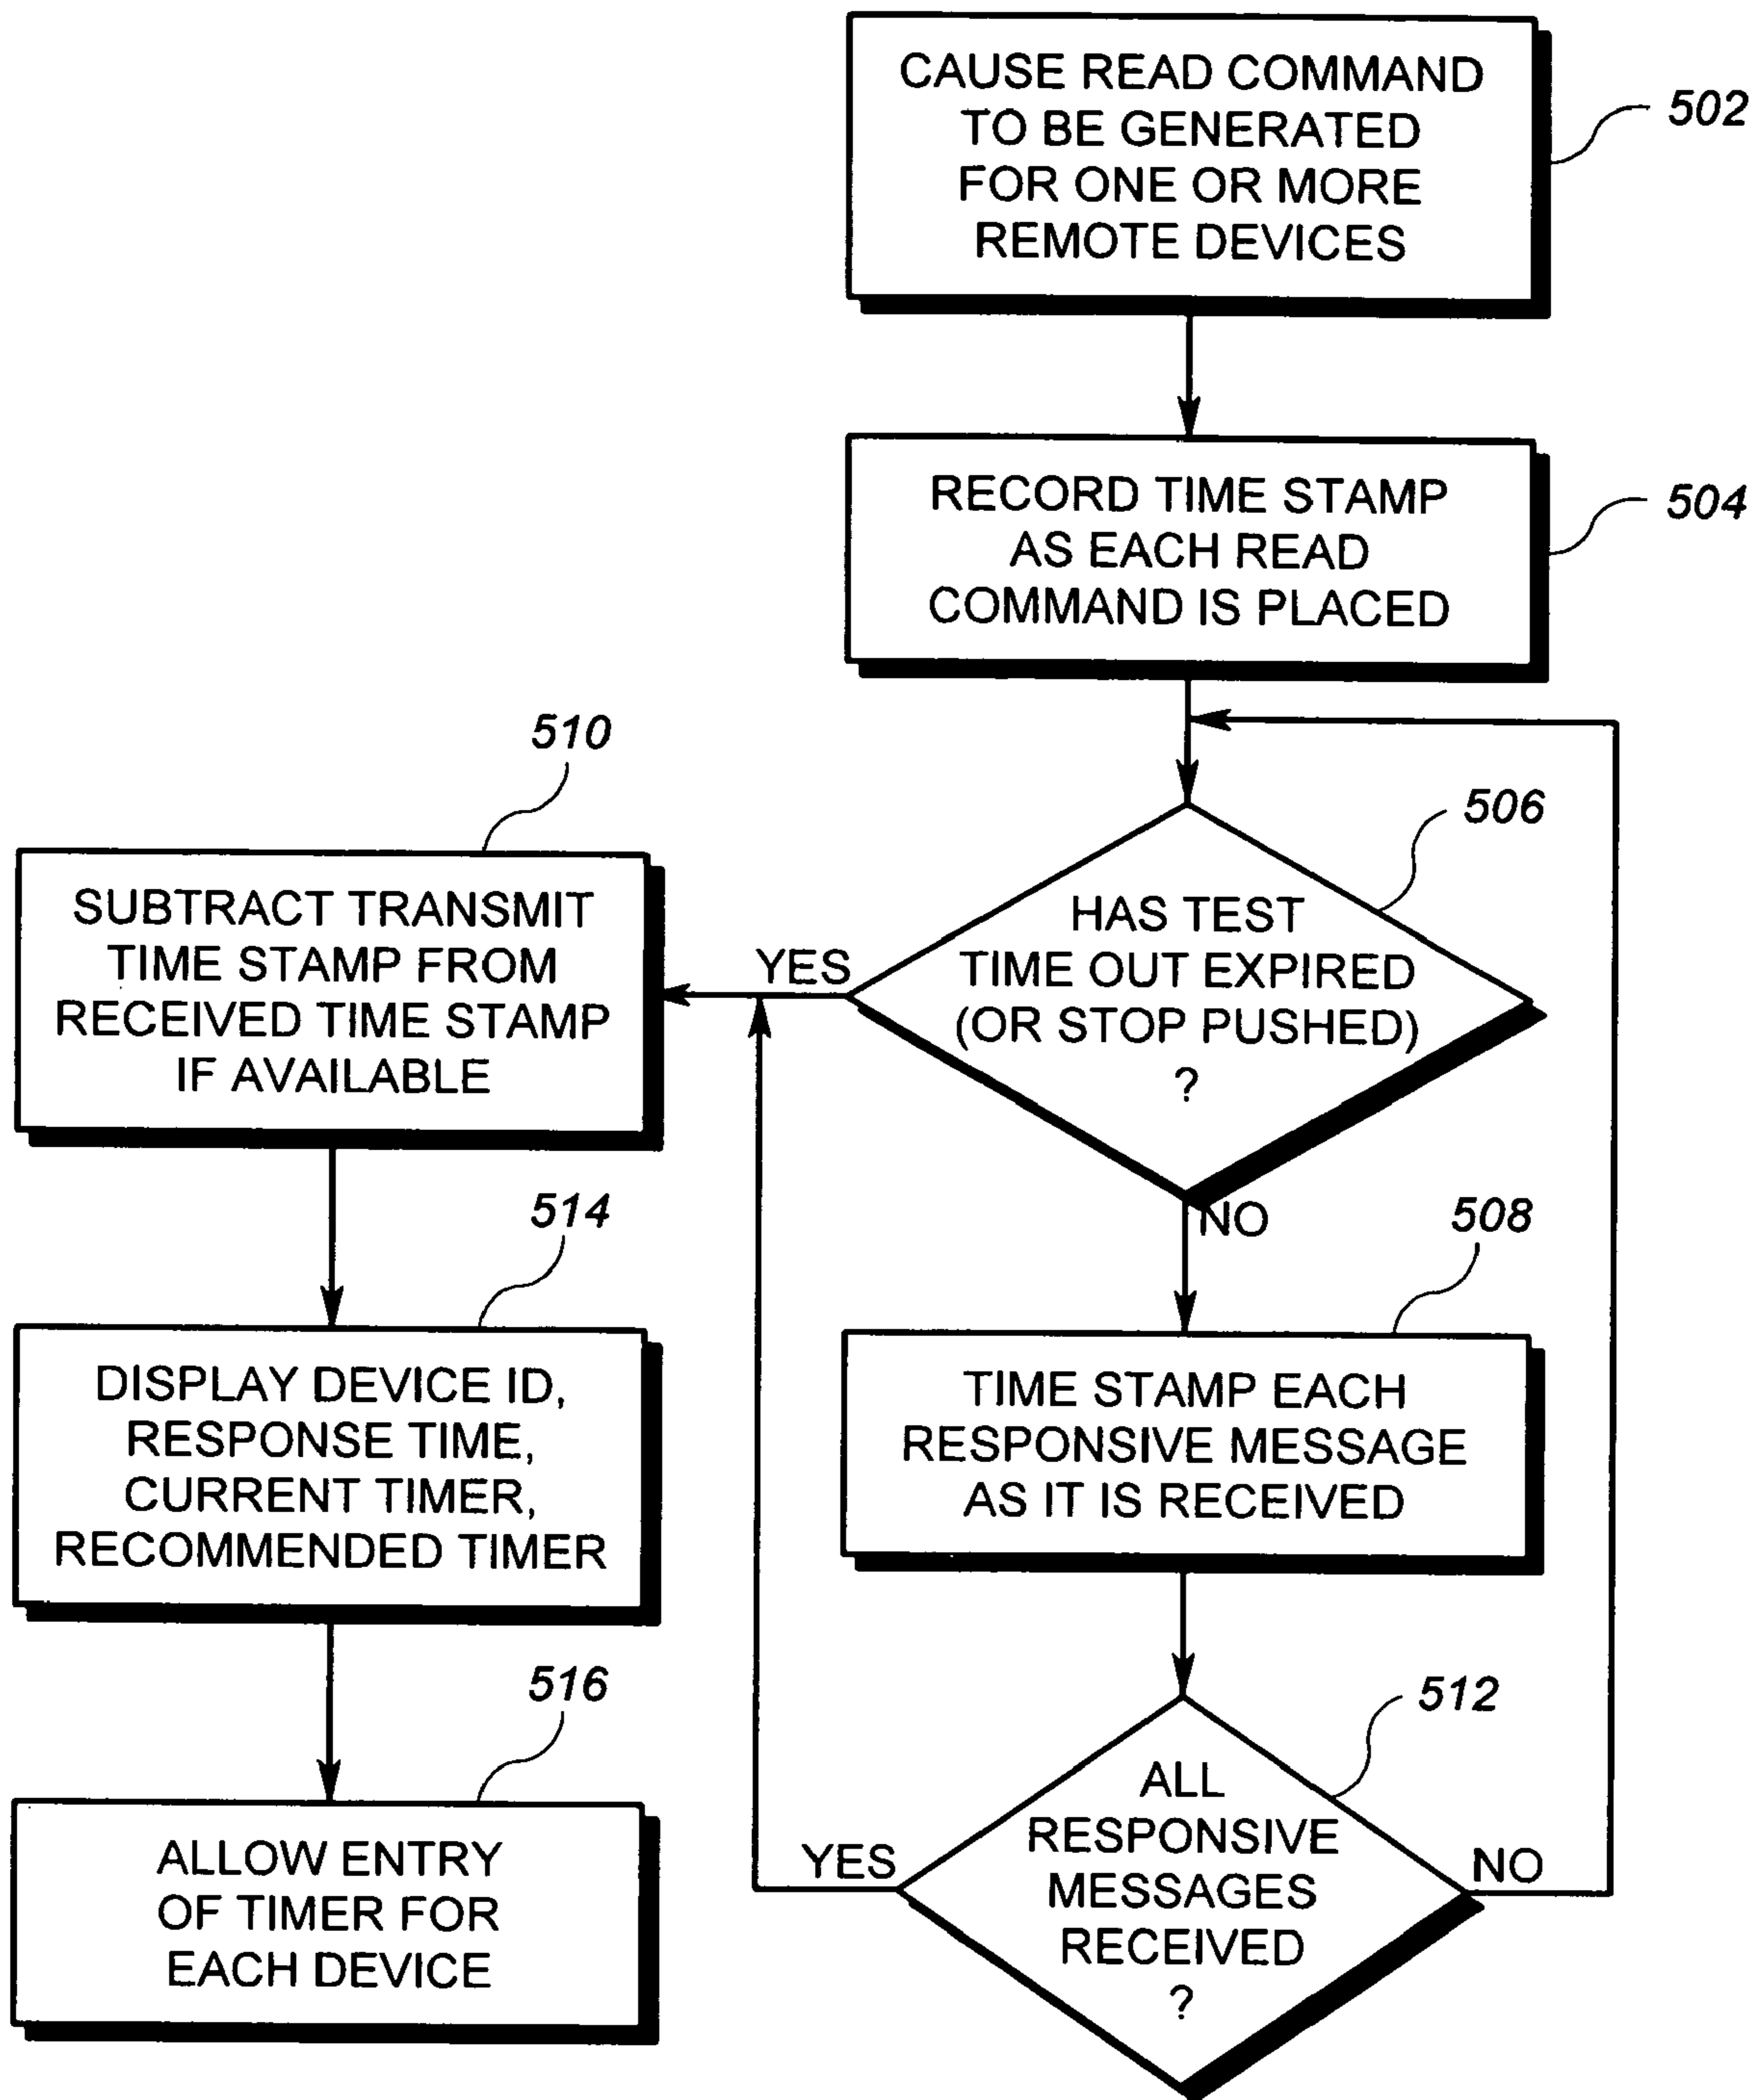 CAUSE READ COMMAND
TO BE GENERATED
FOR ONE OR MORE
REMOTE DEVICES
502
RECORD TIME STAMP
AS EACH READ
COMMAND IS PLACED
504
HAS TEST
TIME OUT EXPIRED
(OR STOP PUSHED)
?
506
YES
NO
510
SUBTRACT TRANSMIT
TIME STAMP FROM
RECEIVED TIME STAMP
IF AVAILABLE
508
TIME STAMP EACH
RESPONSIVE MESSAGE
AS IT IS RECEIVED
514
DISPLAY DEVICE ID,
RESPONSE TIME,
CURRENT TIMER,
RECOMMENDED TIMER
512
ALL
RESPONSIVE
MESSAGES
RECEIVED
?
YES
NO
516
ALLOW ENTRY
OF TIMER FOR
EACH DEVICE